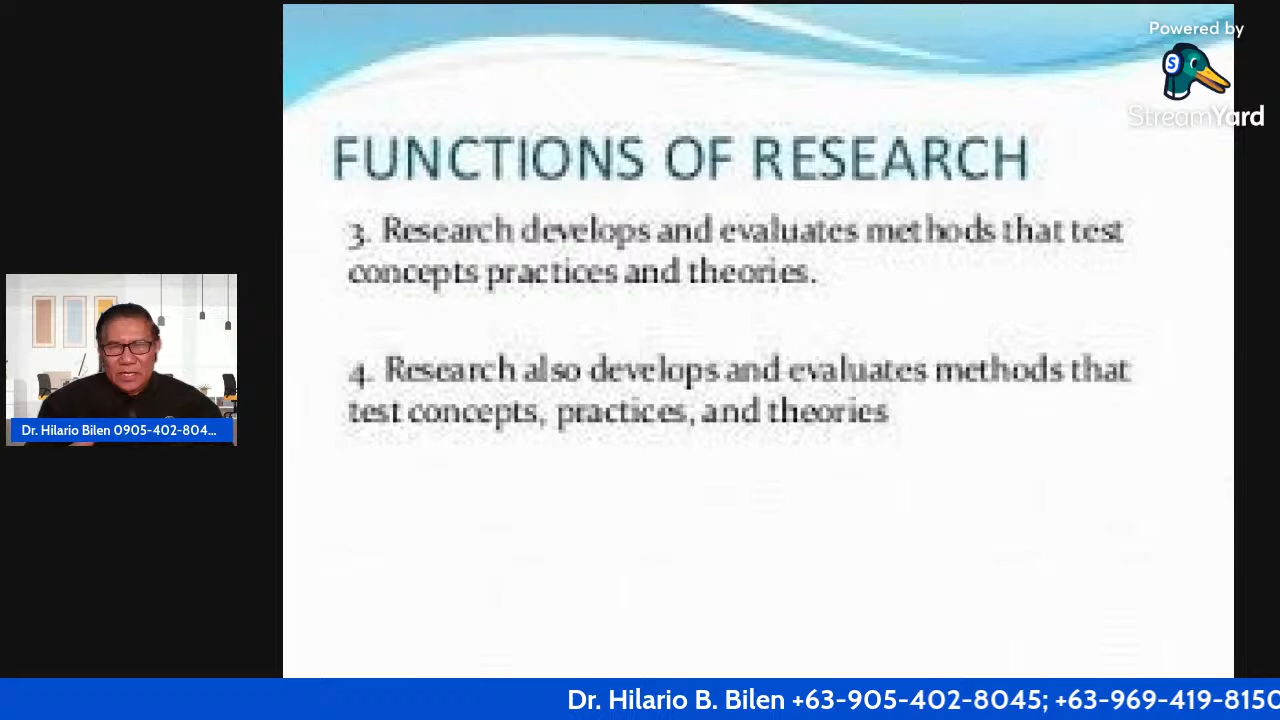 Powered by
StreamYard
FUNCTIONS OF RESEARCH
3. Research develops and evaluates methods that test
concepts practices and theories.
4. Research also develops and evaluates methods that
test concepts, practices, and theories
Dr. Hilario Bilen 0905-402-804...
Dr. Hilario B. Bilen +63-905-402-8045; +63-969-419-8150